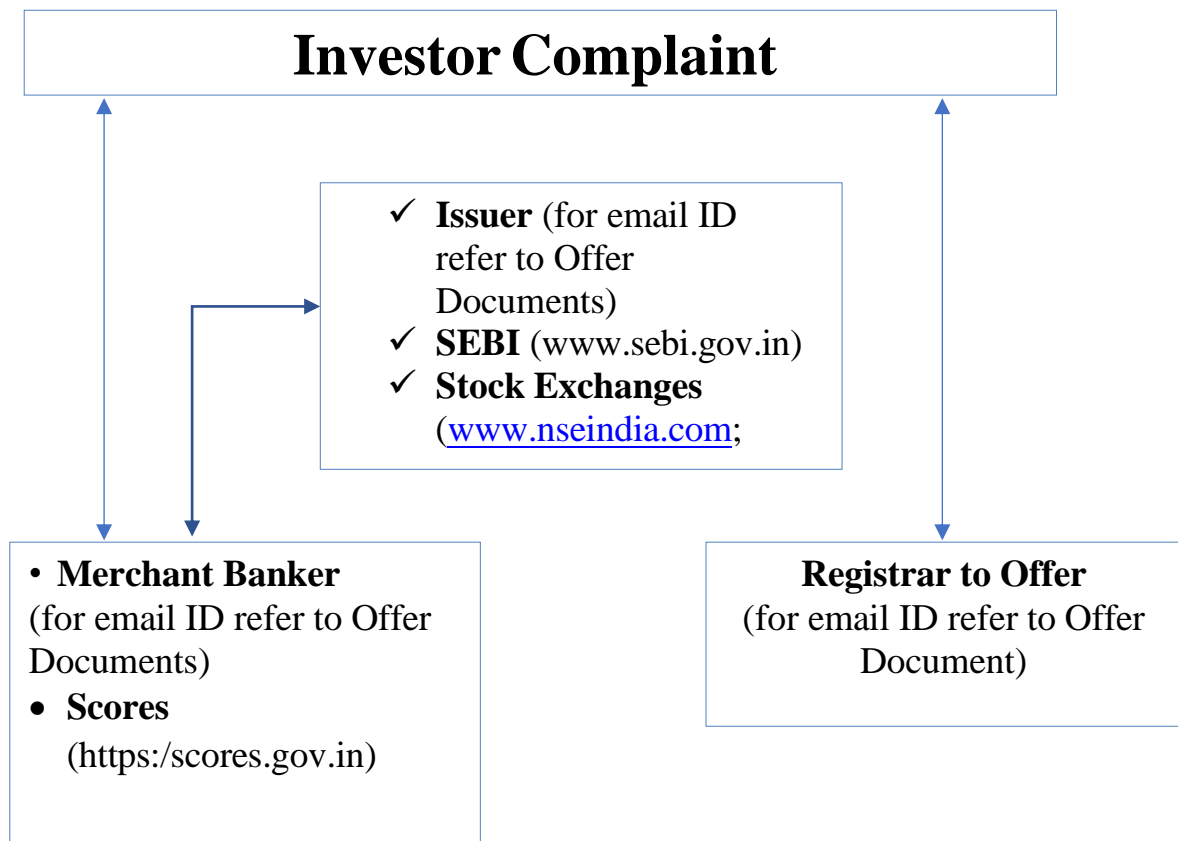 Investor Complaint
✓ Issuer (for email ID
refer to Offer
Documents)
✓ SEBI (www.sebi.gov.in)
✓ Stock Exchanges
(www.nseindia.com;
• Merchant Banker
(for email ID refer to Offer
Documents)
• Scores
(https:/scores.gov.in)
Registrar to Offer
(for email ID refer to Offer
Document)